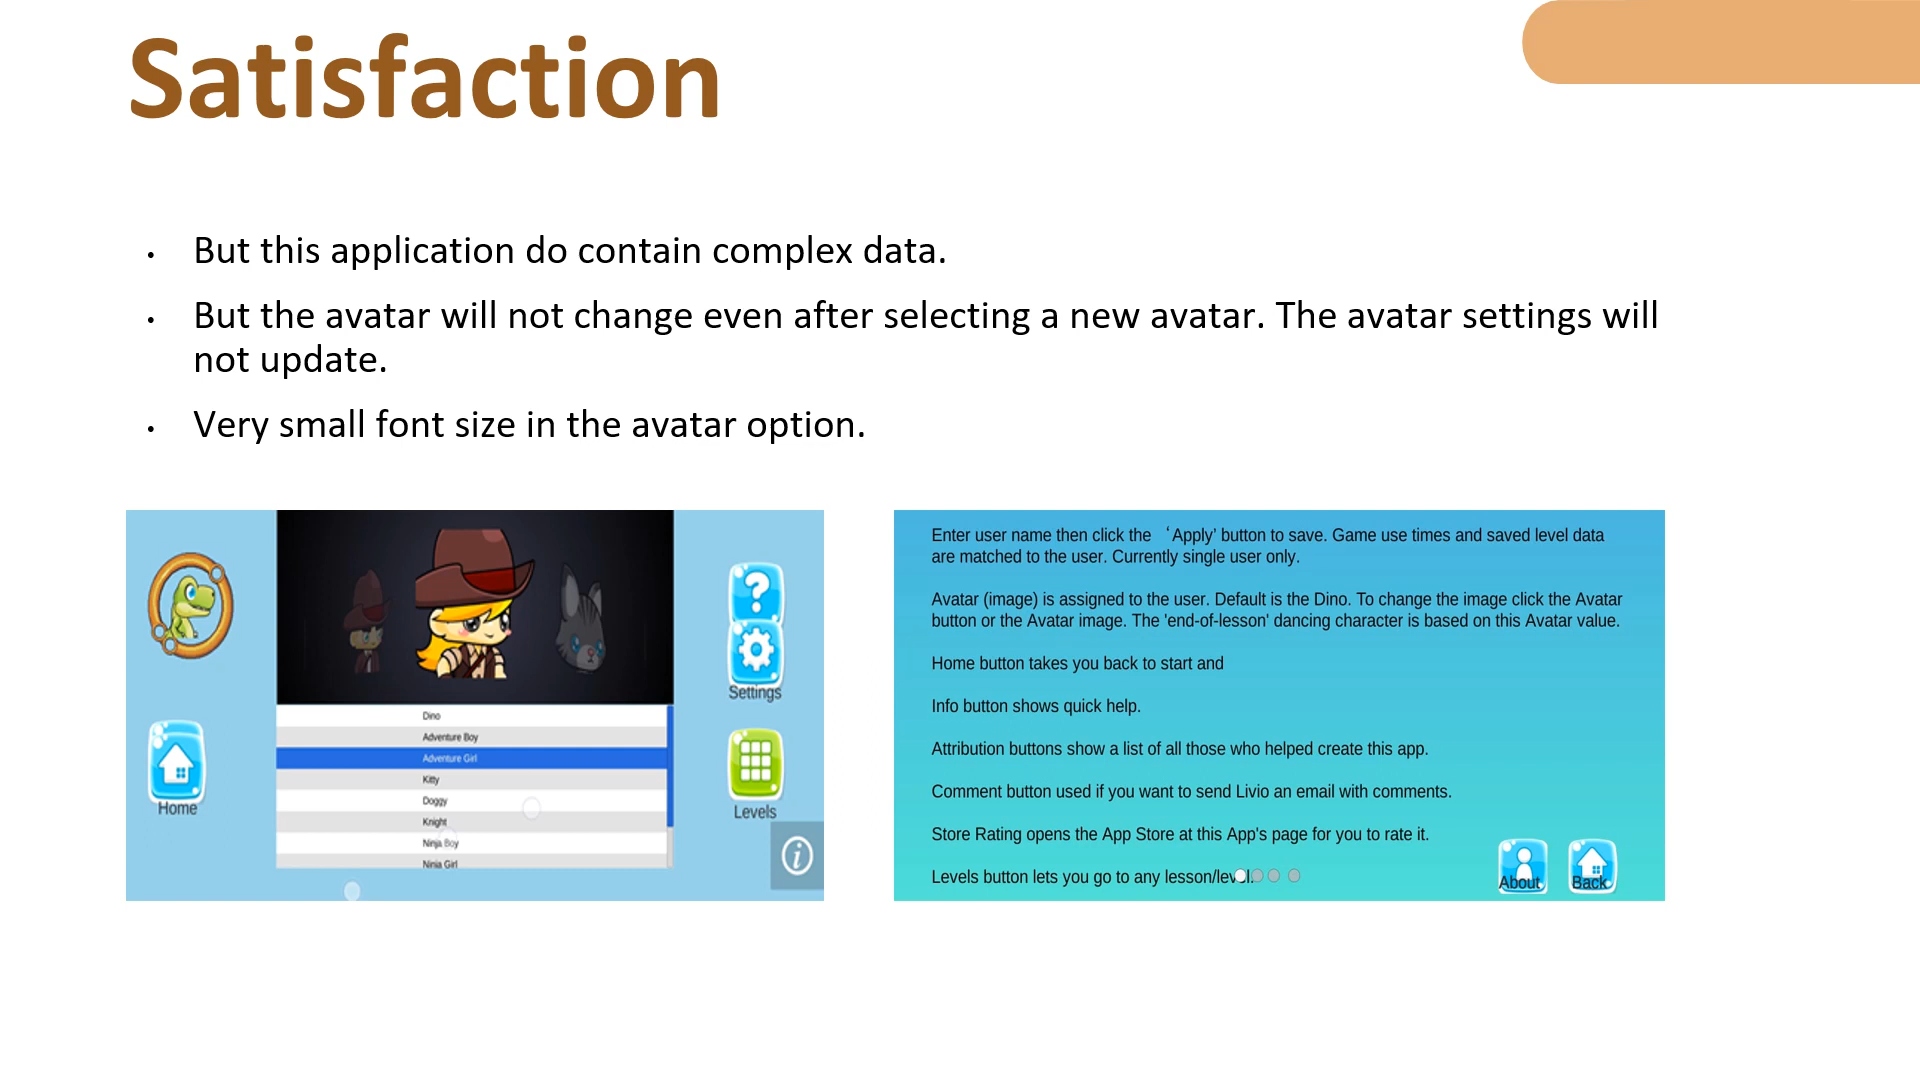 Satisfaction
• But this application do contain complex data.
• But the avatar will not change even after selecting a new avatar. The avatar settings will
not update.
• Very small font size in the avatar option.
Dino
Adventure Boy
Adventure Girl
Kitty
Doggy
Knight
Ninja Boy
Ninja Girl
Home
Settings
Levels
Enter user name then click the ‘Apply’ button to save. Game use times and saved level data
are matched to the user. Currently single user only.
Avatar (image) is assigned to the user. Default is the Dino. To change the image click the Avatar
button or the Avatar image. The 'end-of-lesson' dancing character is based on this Avatar value.
Home button takes you back to start and
Info button shows quick help.
Attribution buttons show a list of all those who helped create this app.
Comment button used if you want to send Livio an email with comments.
Store Rating opens the App Store at this App's page for you to rate it.
Levels button lets you go to any lesson/level.
About
Back